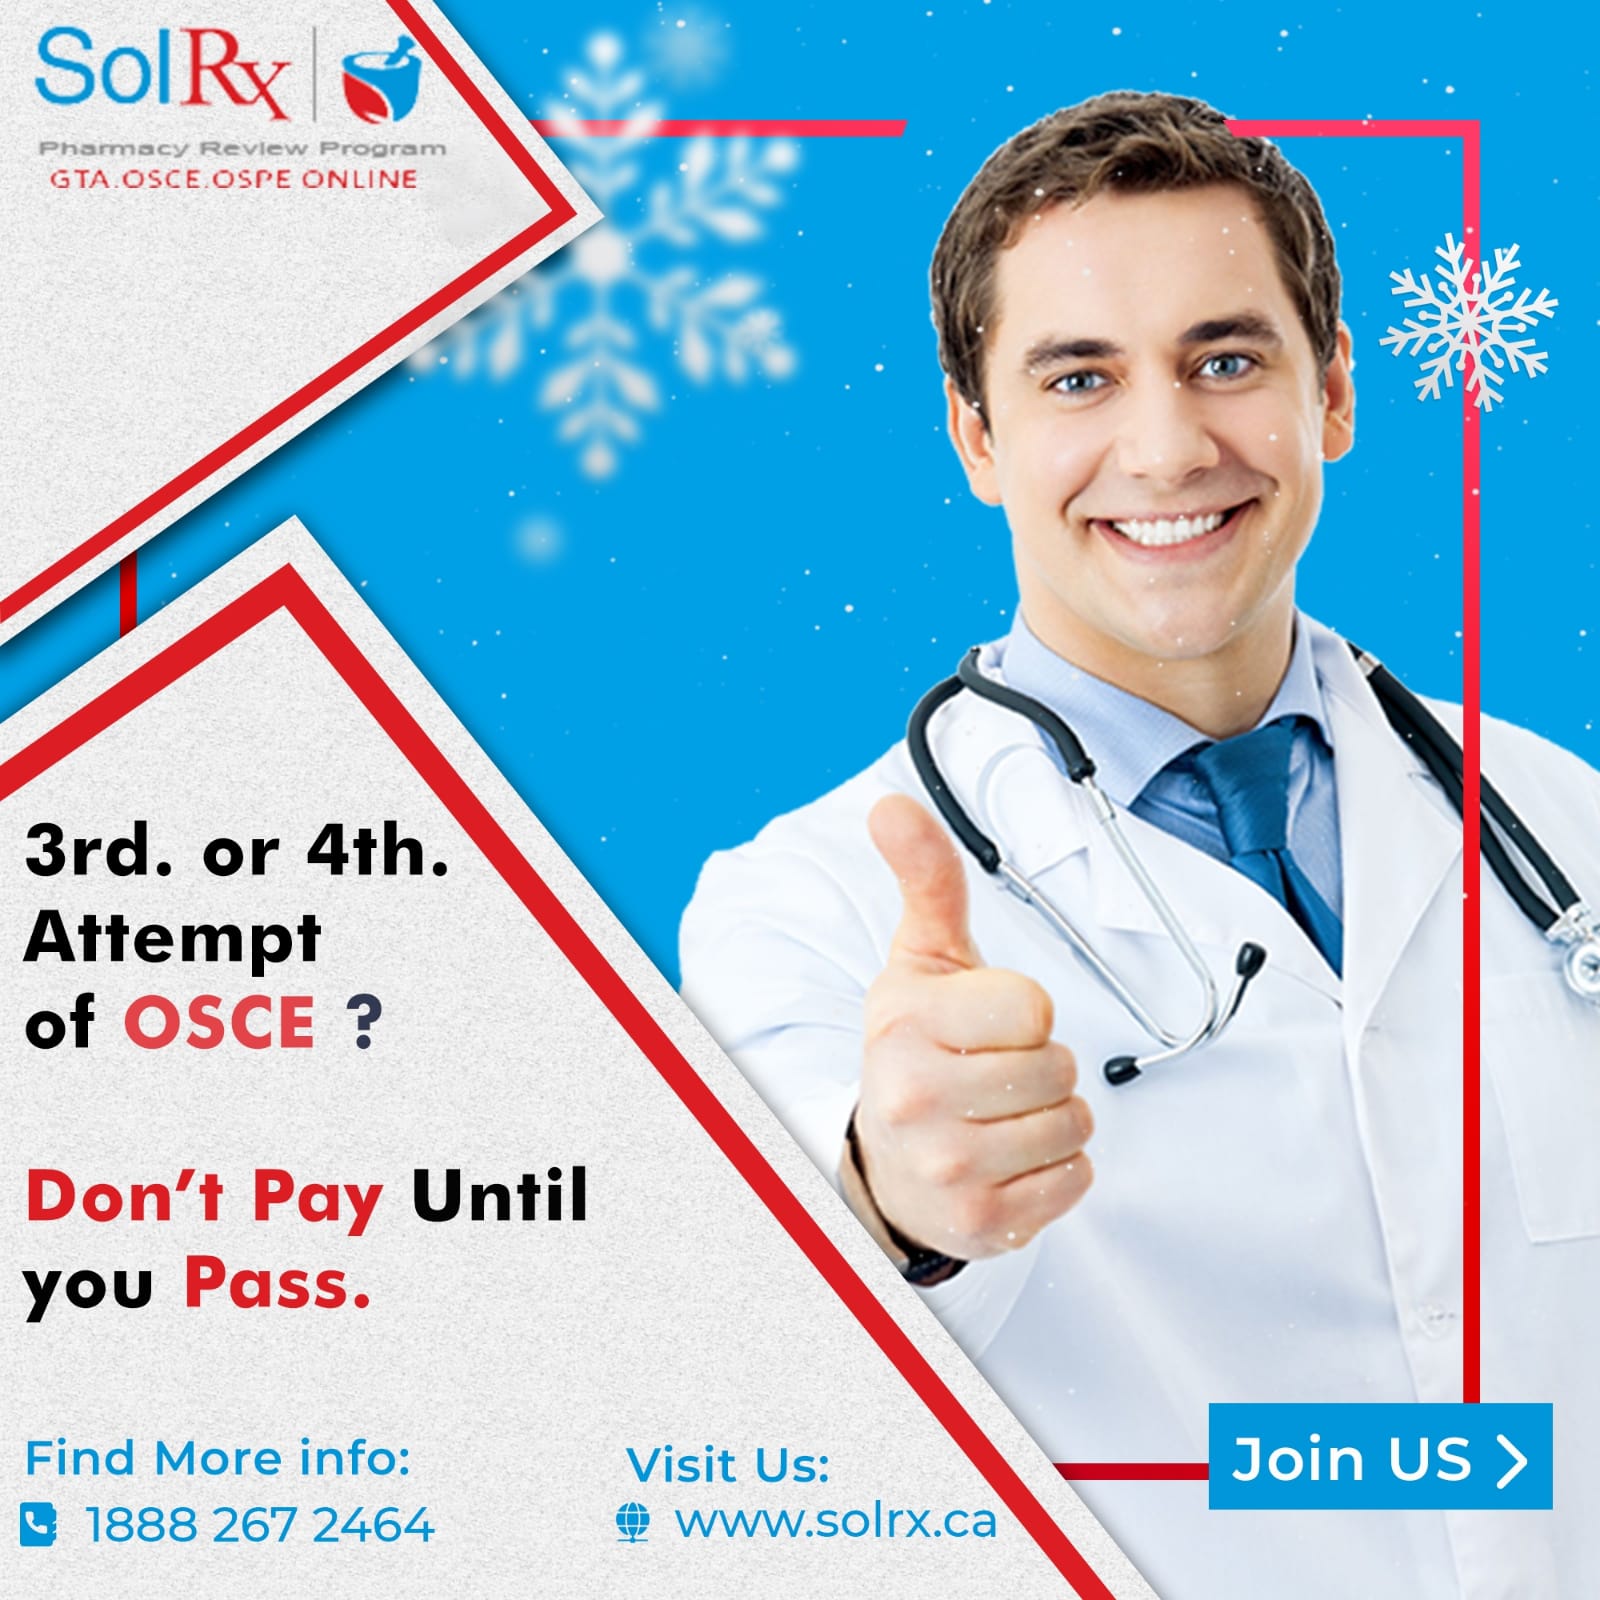 SolRx
Pharmacy Review Program
GTA.OSCE.OSPE ONLINE
3rd. or 4th.
Attempt
of OSCE ?
Don't Pay Until
you Pass.
Find More info:
1888 267 2464
Visit Us:
www.solrx.ca
Join US